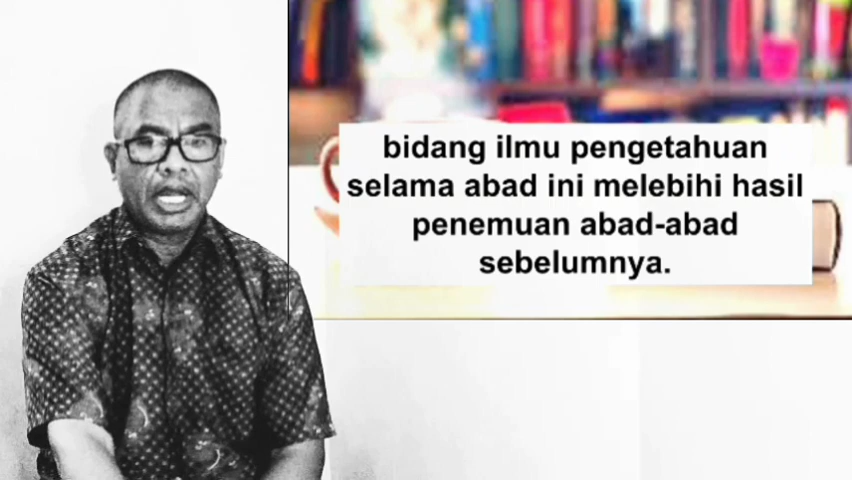 bidang ilmu pengetahuan
selama abad ini melebihi hasil
penemuan abad-abad
sebelumnya.